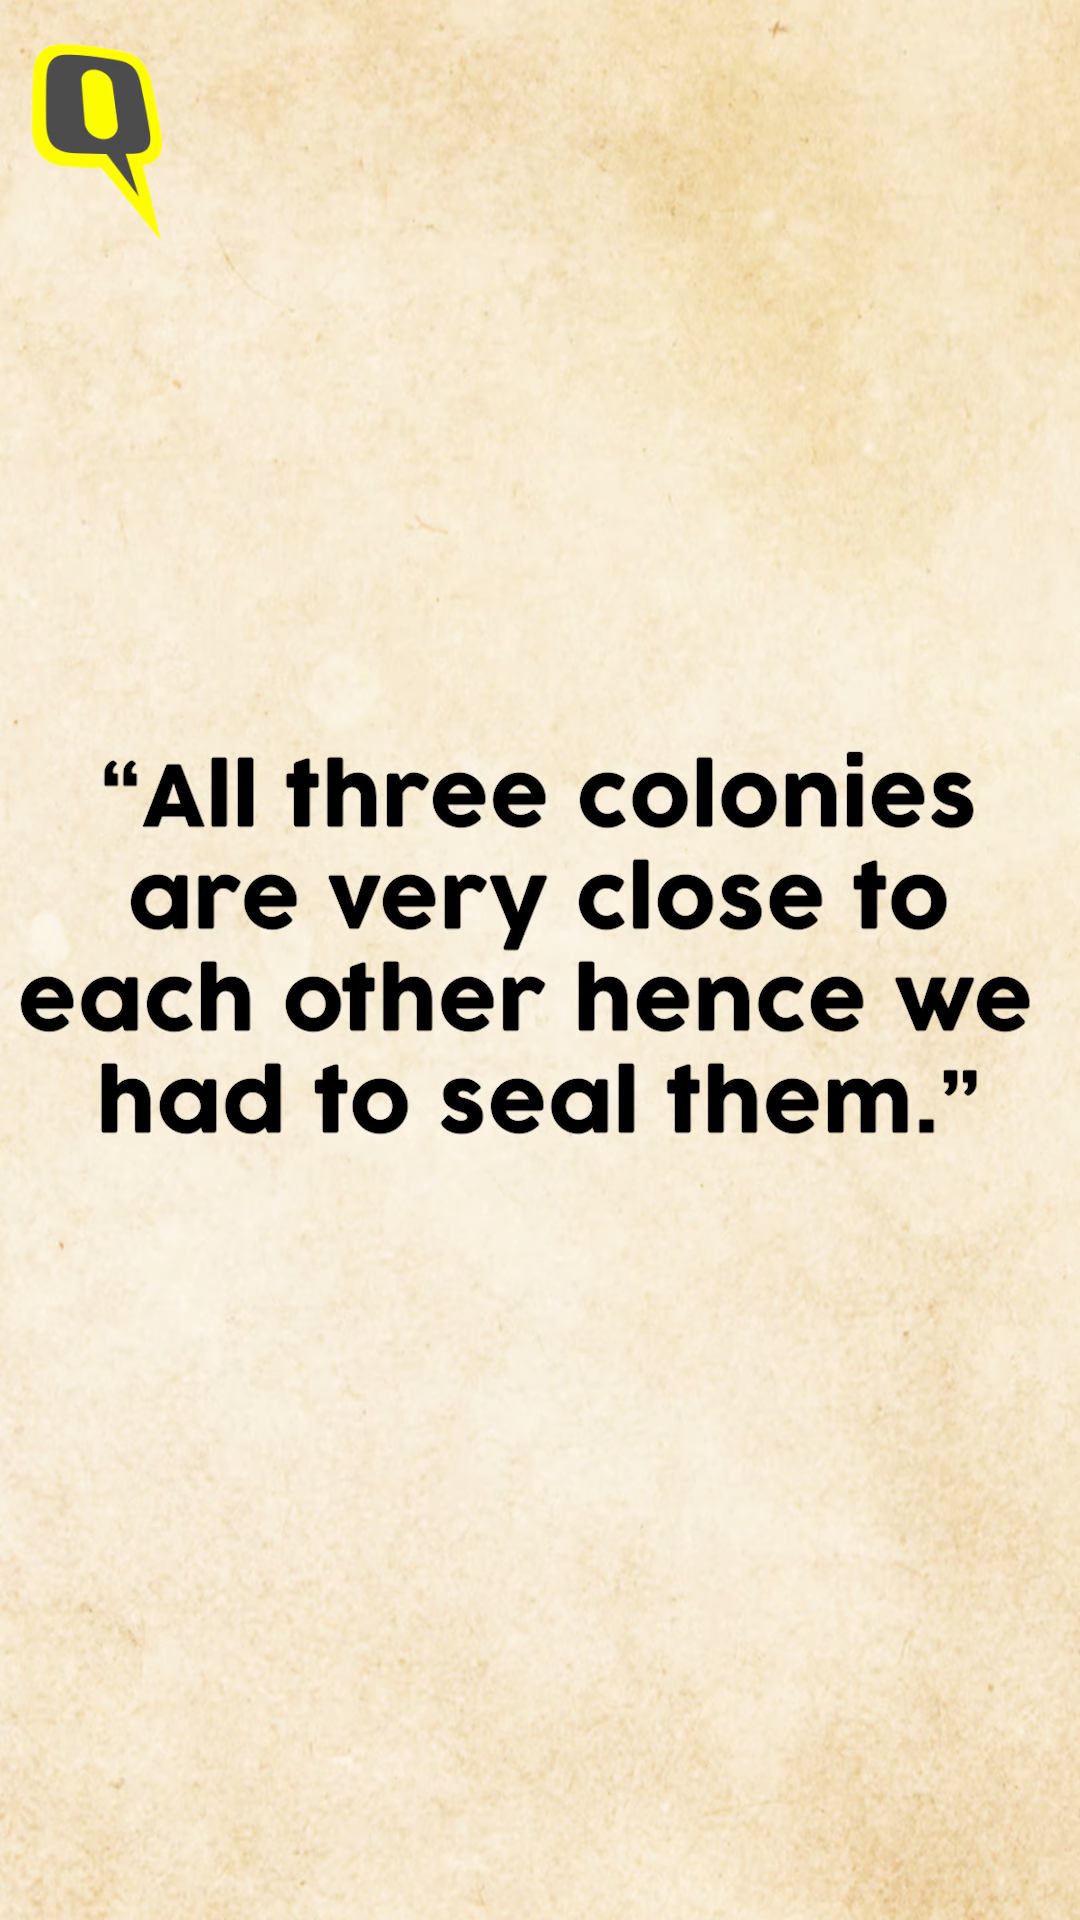 Q
“All three colonies
are very close to
each other hence we
had to seal them.”